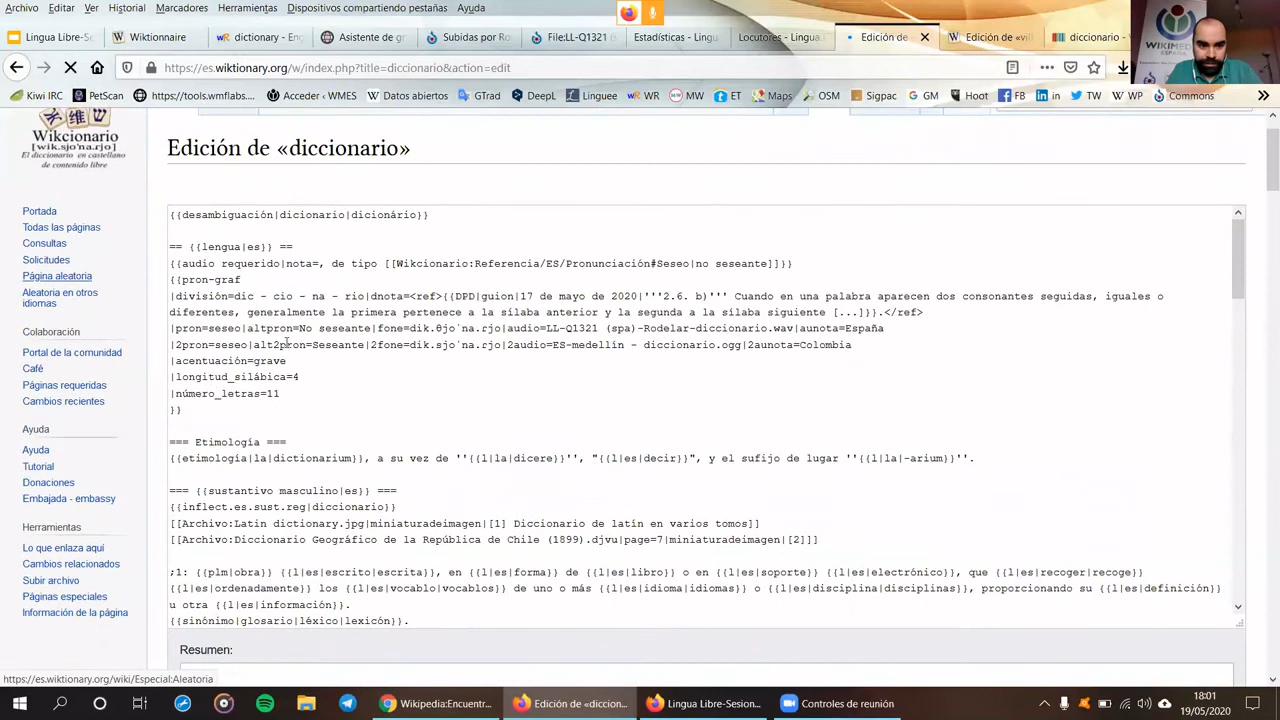 Archivo Editar Ver Historial Marcadores Herramientas Dispositivos compartiendo pestañas Ayuda
Lingua Libre-Se Wiktionnaire dictionary - Eng Asistente de gr Subidas por Ro File:LL-Q1321 ( Estadísticas - Lingu Locutores - Lingua. Edición de Edición de «vil diccionario -
https://es.wiktionary.org/w/index.php?title=diccionario&action=edit
Kiwi IRC PetScan https://tools.wmflabs... Acceder ‹ WMES Datos abiertos GTrad DeepL Linguee WR MW ET Maps OSM Sigpac GM Hoot FB in TW WP Commons
WIKIMED
ESPAÑA
Wikcionario
[wik.sjo'na.rjo]
El diccionario en castellano
de contenido libre
Portada
Todas las páginas
Consultas
Solicitudes
Página aleatoria
Aleatoria en otros
idiomas
Colaboración
Portal de la comunidad
Café
Páginas requeridas
Cambios recientes
Ayuda
Ayuda
Tutorial
Donaciones
Embajada - embassy
Herramientas
Lo que enlaza aquí
Cambios relacionados
Subir archivo
Páginas especiales
Información de la página
Edición de «diccionario»
{{desambiguación|dicionario|dicionário}}
== {{lengua|es}} ==
{{audio requerido|nota=, de tipo [[Wikcionario:Referencia/ES/Pronunciación#Seseo|no seseante]]}}
{{pron-graf
|división=dic - cio - na - rio|dnota=<ref>{{DPD|guion|17 de mayo de 2020|'''2.6. b)''' Cuando en una palabra aparecen dos consonantes seguidas, iguales o
diferentes, generalmente la primera pertenece a la sílaba anterior y la segunda a la sílaba siguiente [...]}}.</ref>
|pron=seseo|altpron=No seseante|fone=dik.θjoˈna.ɾjo|audio=LL-Q1321 (spa)-Rodelar-diccionario.wav|aunota=España
|2pron=seseo|alt2pron=Seseante|2fone=dik.sjoˈna.ɾjo|2audio=ES-medellin - diccionario.ogg|2aunota=Colombia
|acentuación=grave
|longitud_silábica=4
|número_letras=11
}}
=== Etimología ===
{{etimología|la|dictionarium}}, a su vez de ''{{l|la|dicere}}'', "{{l|es|decir}}", y el sufijo de lugar ''{{l|la|-arium}}''.
=== {{sustantivo masculino|es}} ===
{{inflect.es.sust.reg|diccionario}}
[[Archivo:Latin dictionary.jpg|miniaturadeimagen|[1] Diccionario de latín en varios tomos]]
[[Archivo:Diccionario Geográfico de la República de Chile (1899).djvu|page=7|miniaturadeimagen|[2]]]
;1: {{plm|obra}} {{l|es|escrito|escrita}}, en {{l|es|forma}} de {{l|es|libro}} o en {{l|es|soporte}} {{l|es|electrónico}}, que {{l|es|recoger|recoge}}
{{l|es|ordenadamente}} los {{l|es|vocablo|vocablos}} de uno o más {{l|es|idioma|idiomas}} o {{l|es|disciplina|disciplinas}}, proporcionando su {{l|es|definición}}
u otra {{l|es|información}}.
{{sinónimo|glosario|léxico|lexicón}}.
Resumen:
https://es.wiktionary.org/wiki/Especial:Aleatoria
Wikipedia:Encuentr... Edición de «diccion... Lingua Libre-Sesion... Controles de reunión
18:01
19/05/2020